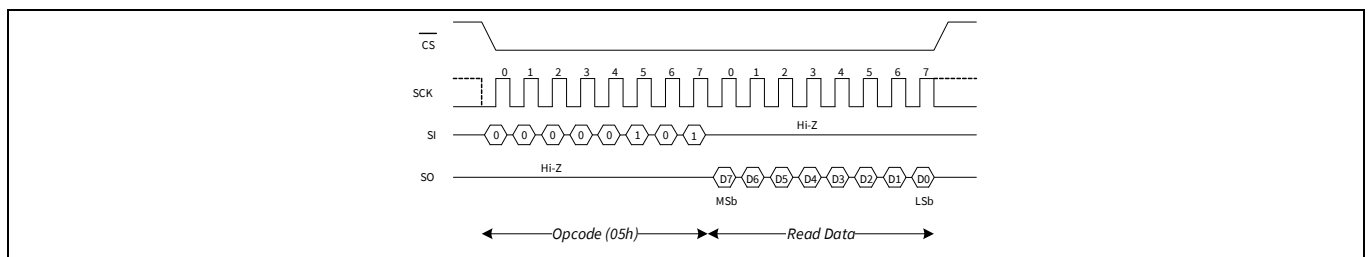 CS
0 1 2 3 4 5 6 7 0 1 2 3 4 5 6 7
SCK
Hi-Z
SI 0 0 0 0 0 1 0 1
Hi-Z
SO D7 D6 D5 D4 D3 D2 D1 D0
MSb LSb
Opcode (05h) Read Data